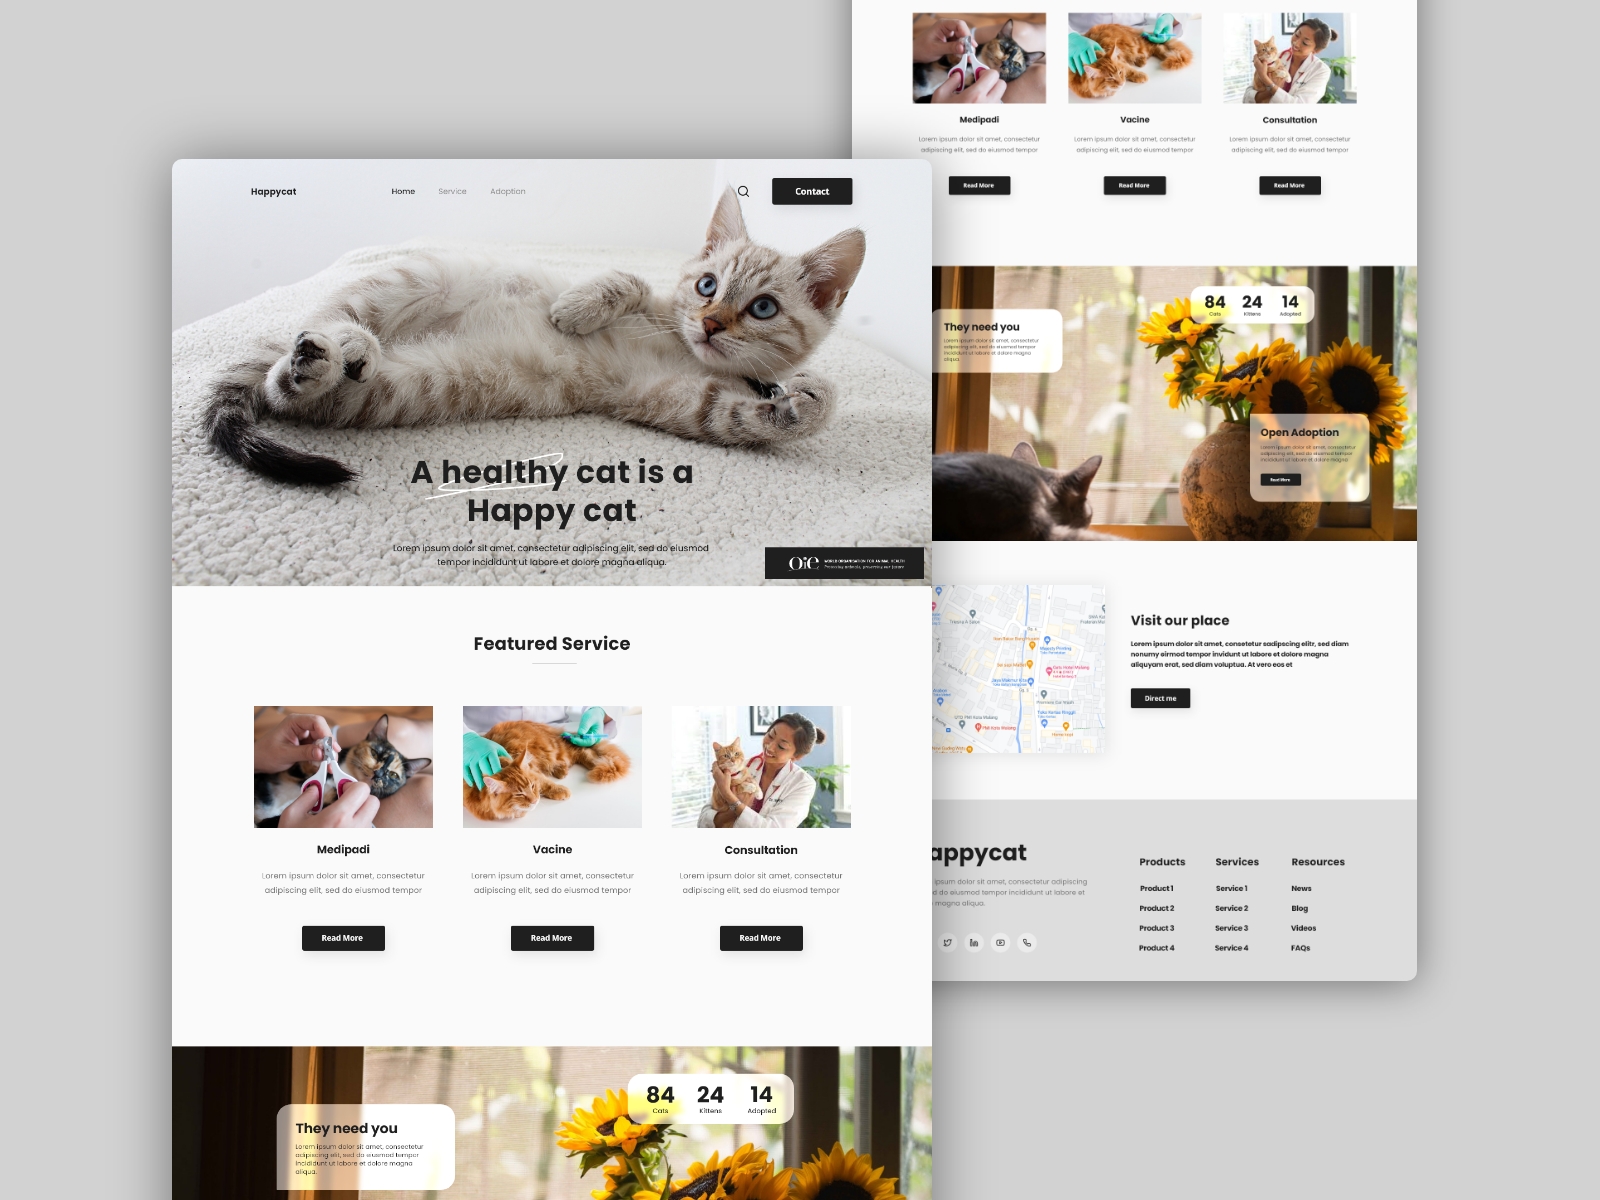 Happycat
Home
Service
Adoption
Contact
A healthy cat is a
Happy cat
Lorem ipsum dolor sit amet, consectetur adipiscing elit, sed do eiusmod
tempor incididunt ut labore et dolore magna aliqua.
OiE
WORLD ORGANISATION FOR ANIMAL HEALTH
Protecting animals, preserving our future
Featured Service
Medipadi
Lorem ipsum dolor sit amet, consectetur
adipiscing elit, sed do eiusmod tempor
Read More
Vacine
Lorem ipsum dolor sit amet, consectetur
adipiscing elit, sed do eiusmod tempor
Read More
Consultation
Lorem ipsum dolor sit amet, consectetur
adipiscing elit, sed do eiusmod tempor
Read More
They need you
Lorem ipsum dolor sit amet, consectetur
adipiscing elit, sed do eiusmod tempor
incididunt ut labore et dolore magna
aliqua.
84
Cats
24
Kittens
14
Adopted
Medipadi
Lorem ipsum dolor sit amet, consectetur
adipiscing elit, sed do eiusmod tempor
Read More
Vacine
Lorem ipsum dolor sit amet, consectetur
adipiscing elit, sed do eiusmod tempor
Read More
Consultation
Lorem ipsum dolor sit amet, consectetur
adipiscing elit, sed do eiusmod tempor
Read More
They need you
Lorem ipsum dolor sit amet, consectetur
adipiscing elit, sed do eiusmod tempor
incididunt ut labore et dolore magna
aliqua.
84
Cats
24
Kittens
14
Adopted
Open Adoption
Lorem ipsum dolor sit amet, consectetur
adipiscing elit, sed do eiusmod tempor
incididunt ut labore et dolore magna
Read More
Visit our place
Lorem ipsum dolor sit amet, consetetur sadipscing elitr, sed diam
nonumy eirmod tempor invidunt ut labore et dolore magna
aliquyam erat, sed diam voluptua. At vero eos et
Direct me
appycat
ipsum dolor sit amet, consectetur adipiscing
d do eiusmod tempor incididunt ut labore et
magna aliqua.
Products
Product 1
Product 2
Product 3
Product 4
Services
Service 1
Service 2
Service 3
Service 4
Resources
News
Blog
Videos
FAQs